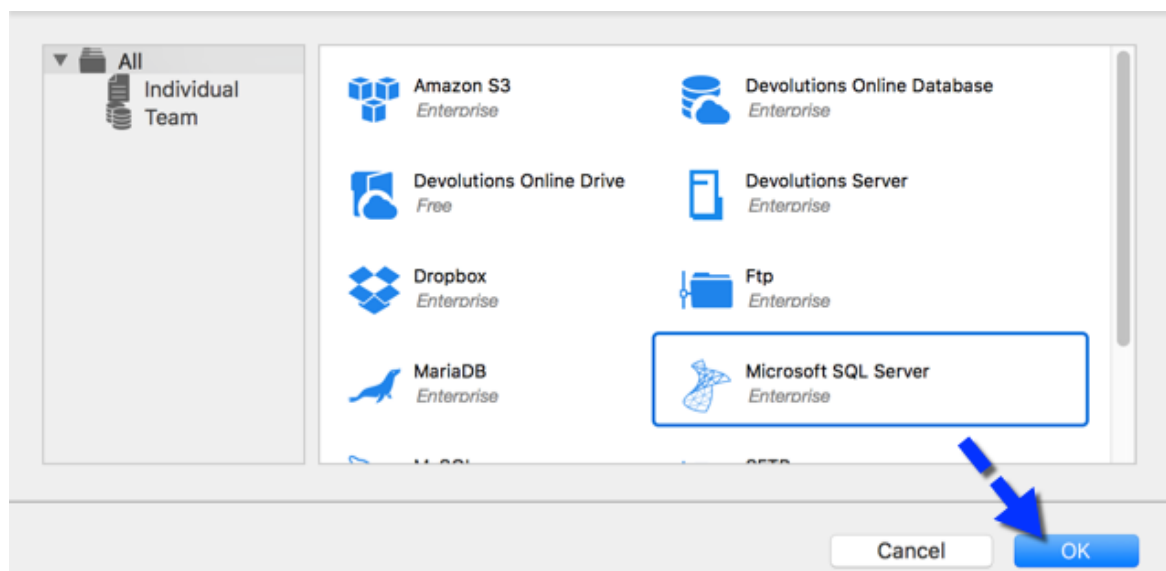 All
Individual
Team
Amazon S3
Enterprise
Devolutions Online Database
Enterprise
Devolutions Online Drive
Free
Devolutions Server
Enterprise
Dropbox
Enterprise
Ftp
Enterprise
MariaDB
Enterprise
Microsoft SQL Server
Enterprise
Cancel
OK